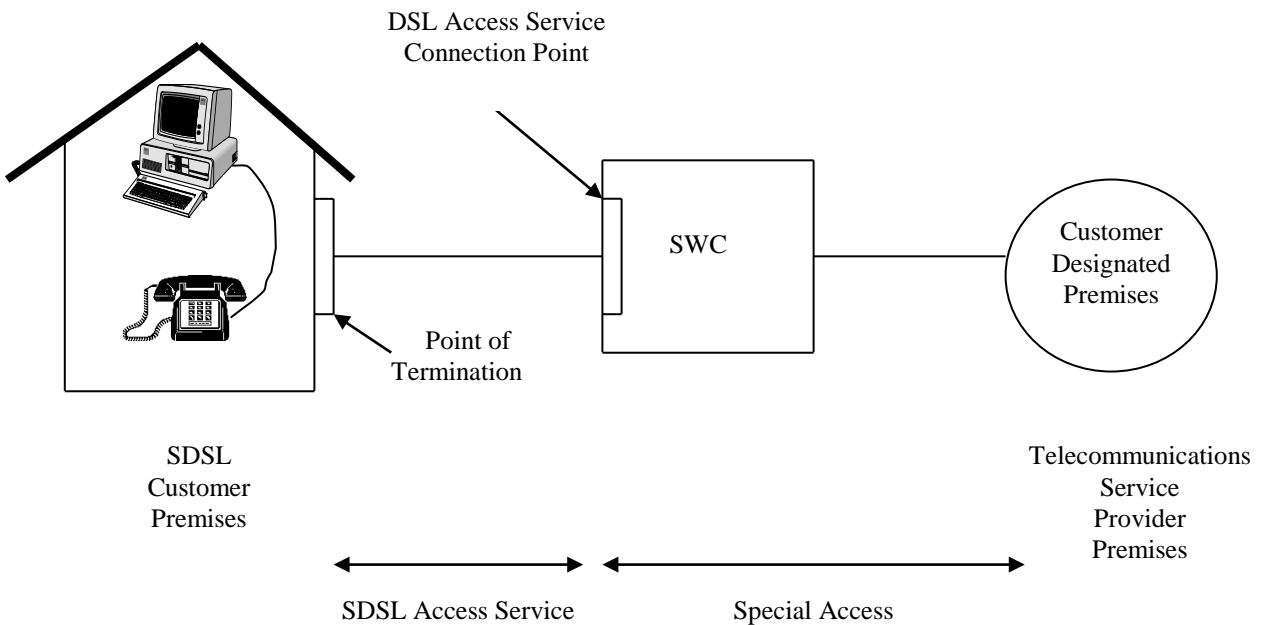 DSL Access Service
Connection Point
SWC
Customer
Designated
Premises
Point of
Termination
SDSL
Customer
Premises
Telecommunications
Service
Provider
Premises
SDSL Access Service
Special Access